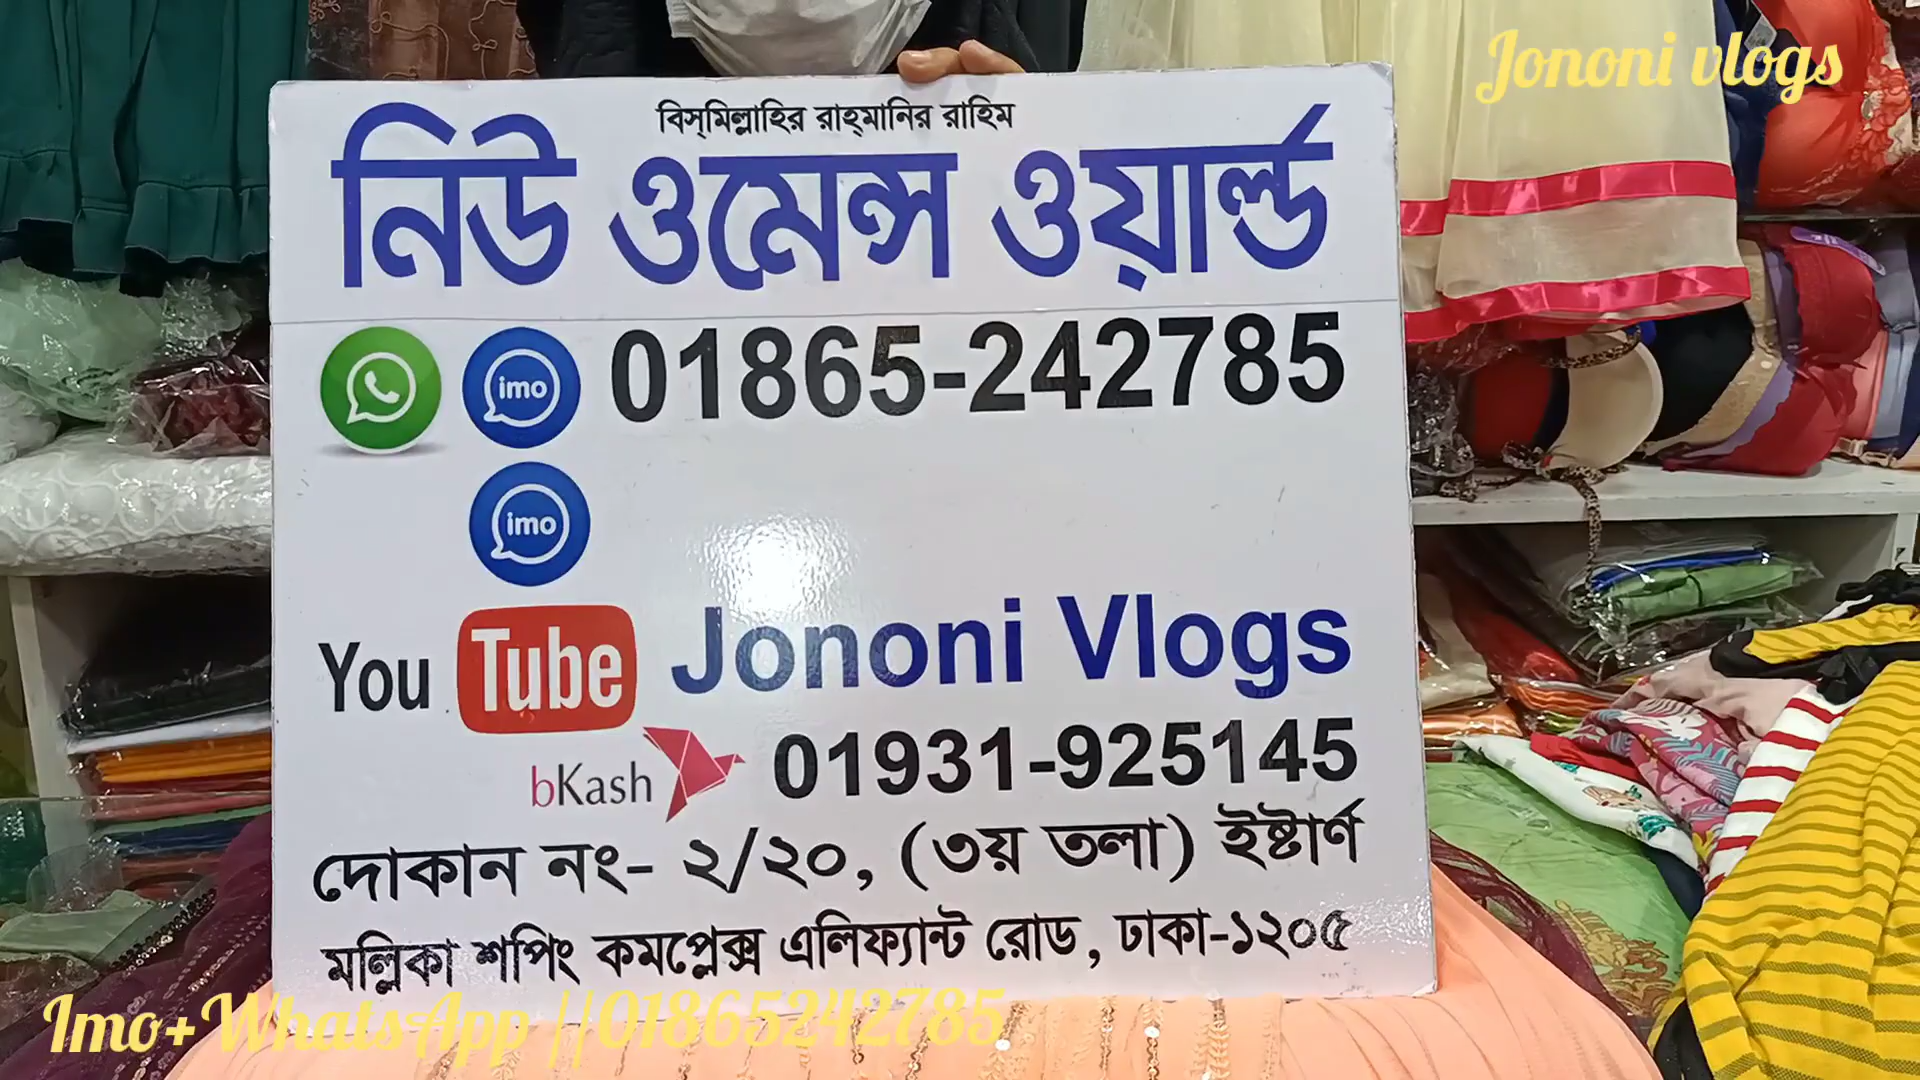 Jononi vlogs
বিস্‌মিল্লাহির রাহ্‌মানির রাহিম
নিউ ওমেন্স ওয়ার্ল্ড
imo 01865-242785
imo
You Tube Jononi Vlogs
bKash 01931-925145
দোকান নং- ২/২০, (৩য় তলা) ইষ্টার্ণ
মল্লিকা শপিং কমপ্লেক্স এলিফ্যান্ট রোড, ঢাকা-১২০৫
Imo+WhatsApp //01865242785